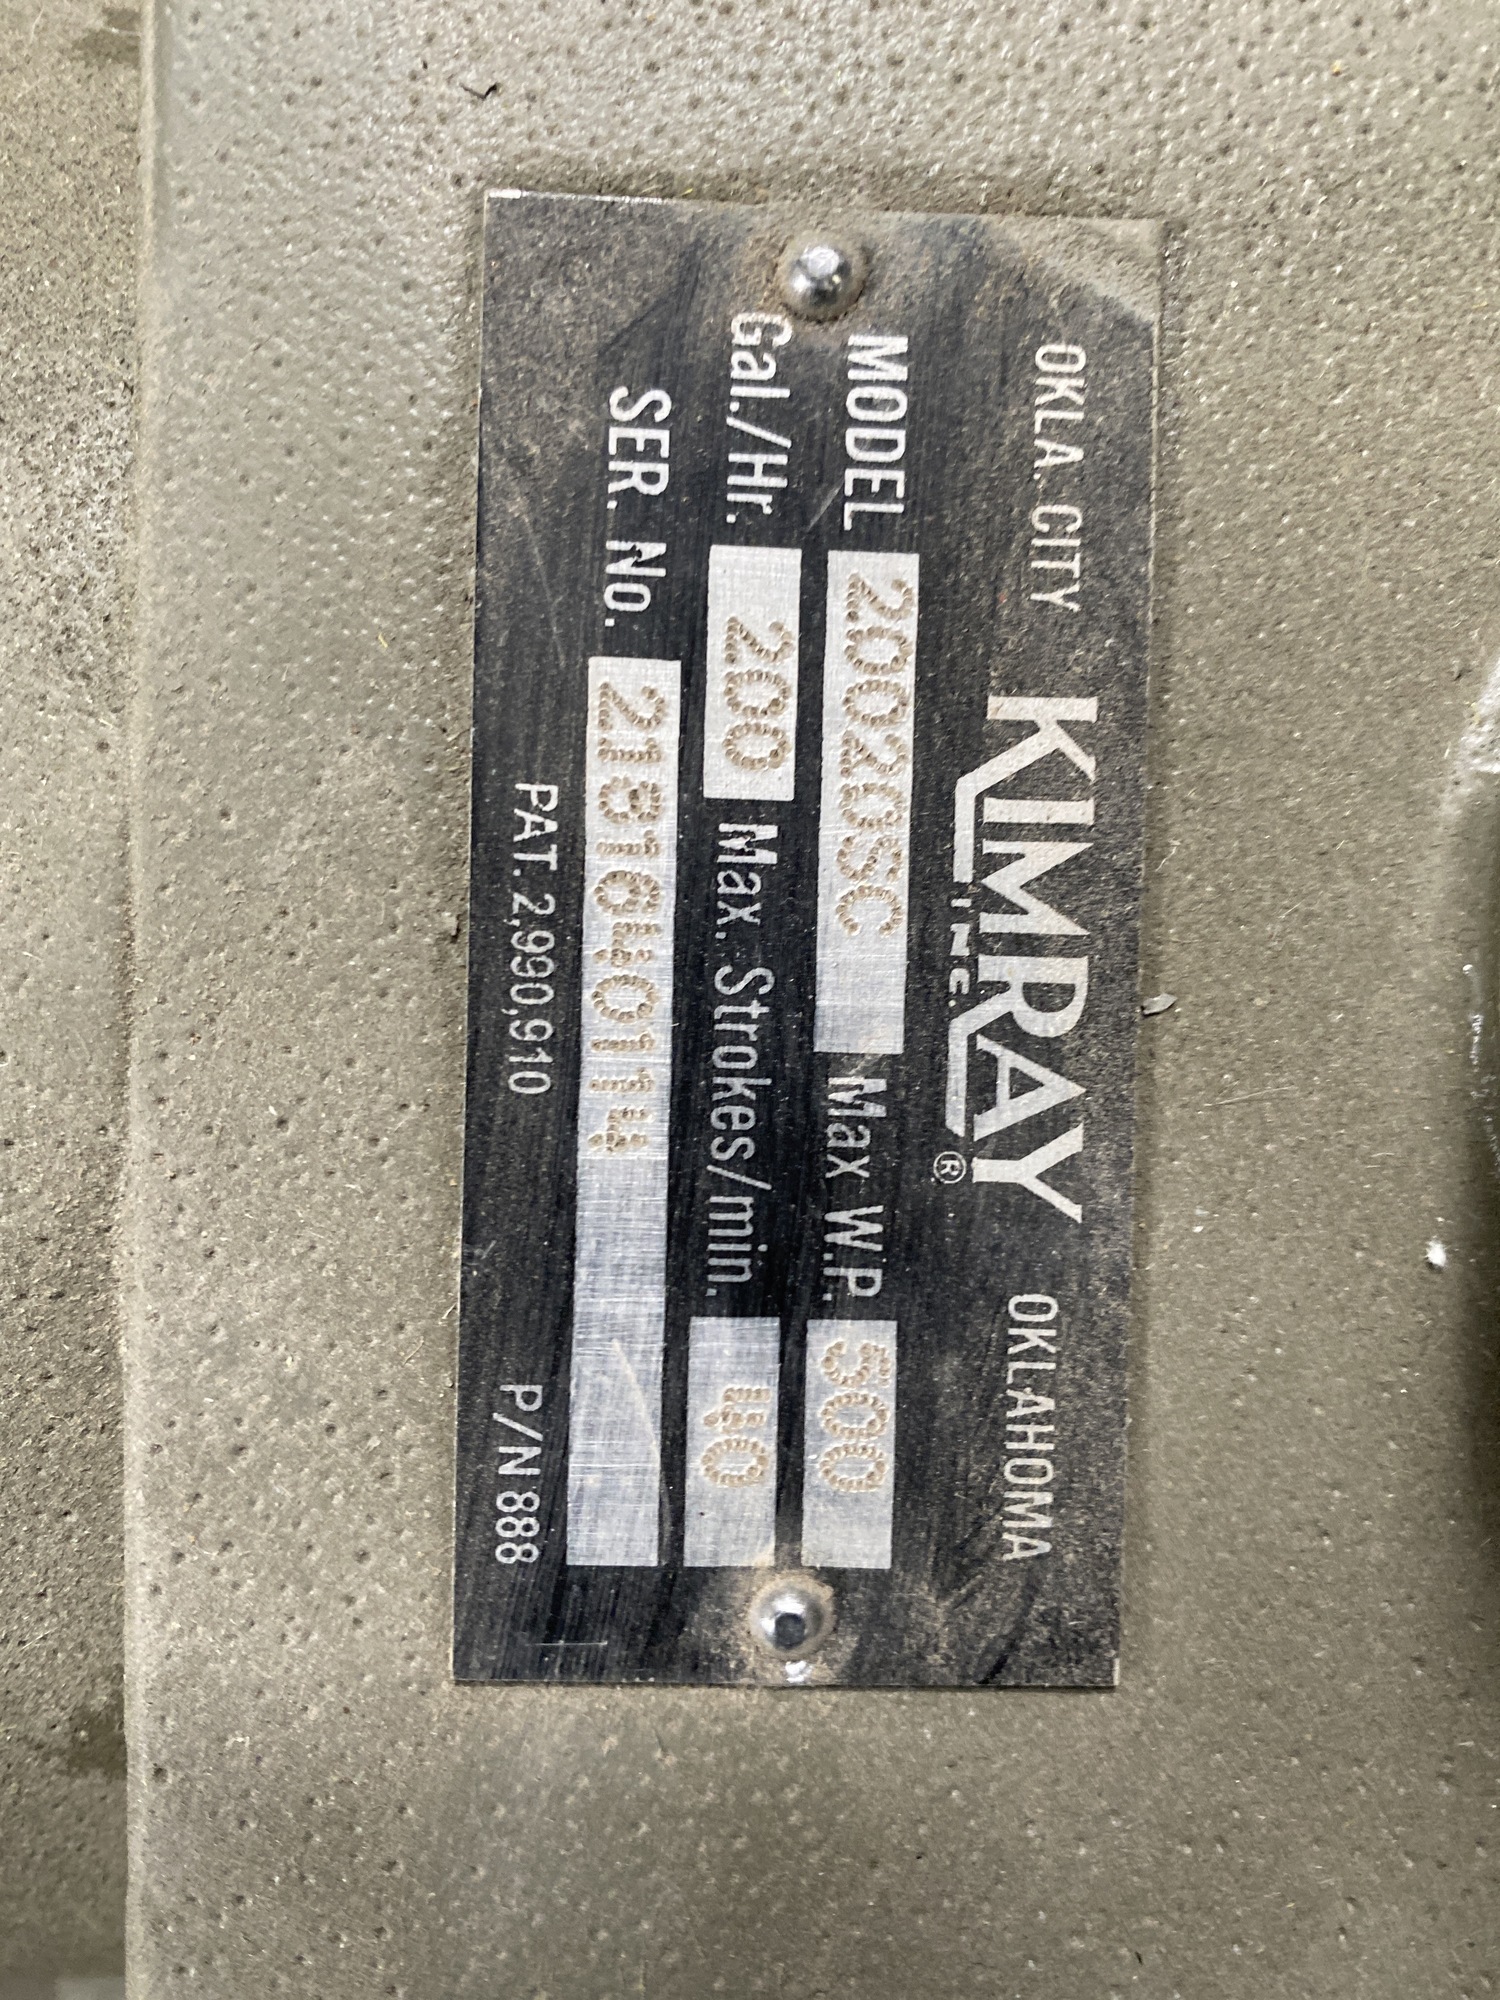 OKLA. CITY KIMRAY INC.® OKLAHOMA
MODEL 20020SC Max W.P. 500
Gal./Hr. 200 Max. Strokes/min. 40
SER. No. 2181640114
PAT. 2,990,910 P/N 888